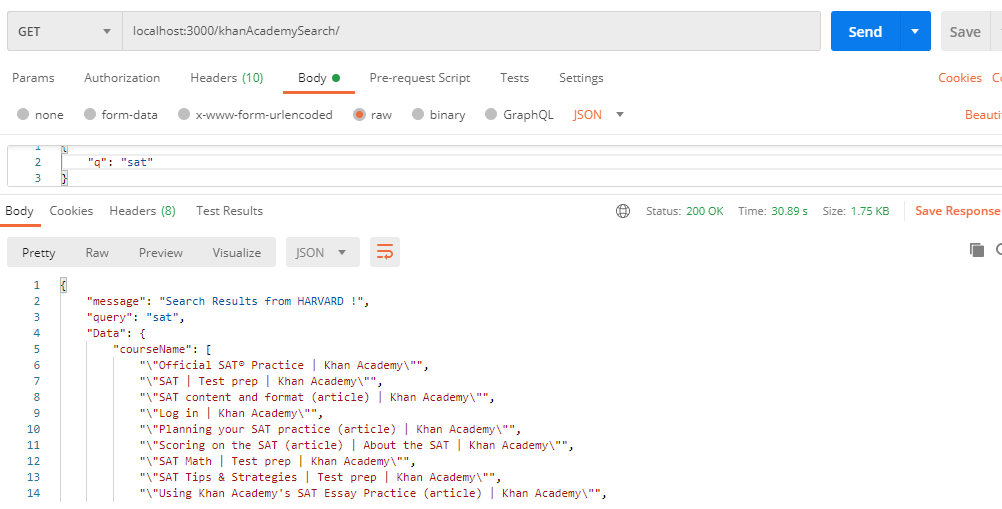 GET localhost:3000/khanAcademySearch/ Send Save
Params Authorization Headers (10) Body Pre-request Script Tests Settings Cookies
none form-data x-www-form-urlencoded raw binary GraphQL JSON Beauti
1 {
2 "q": "sat"
3 }
Body Cookies Headers (8) Test Results Status: 200 OK Time: 30.89 s Size: 1.75 KB Save Response
Pretty Raw Preview Visualize JSON
1 {
2 "message": "Search Results from HARVARD !",
3 "query": "sat",
4 "Data": {
5 "courseName": [
6 "\"Official SAT® Practice | Khan Academy\"",
7 "\"SAT | Test prep | Khan Academy\"",
8 "\"SAT content and format (article) | Khan Academy\"",
9 "\"Log in | Khan Academy\"",
10 "\"Planning your SAT practice (article) | Khan Academy\"",
11 "\"Scoring on the SAT (article) | About the SAT | Khan Academy\"",
12 "\"SAT Math | Test prep | Khan Academy\"",
13 "\"SAT Tips & Strategies | Test prep | Khan Academy\"",
14 "\"Using Khan Academy's SAT Essay Practice (article) | Khan Academy\"",